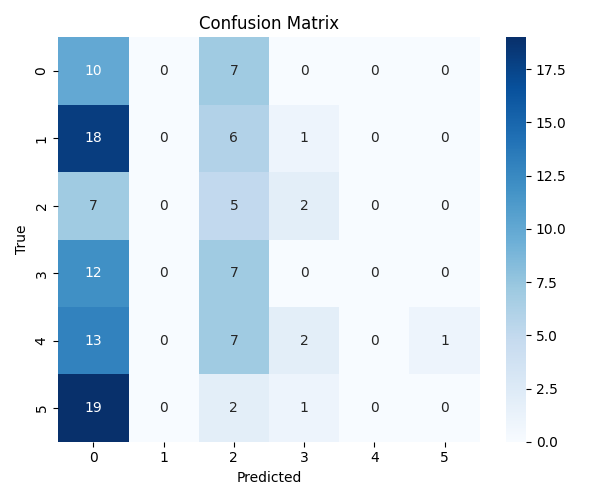 Confusion Matrix
True
0 10 0 7 0 0 0
1 18 0 6 1 0 0
2 7 0 5 2 0 0
3 12 0 7 0 0 0
4 13 0 7 2 0 1
5 19 0 2 1 0 0
0 1 2 3 4 5
Predicted
17.5
15.0
12.5
10.0
7.5
5.0
2.5
0.0